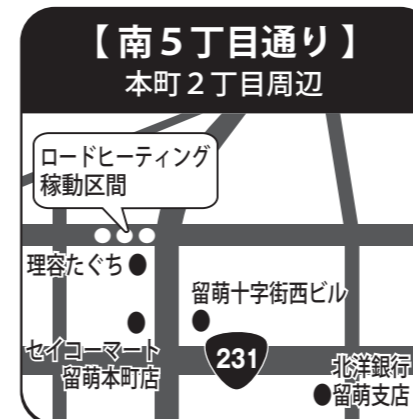 【南5丁目通り】
本町2丁目周辺
ロードヒーティング
稼動区間
理容たぐち
留萌十字街西ビル
セイコーマート
留萌本町店
231
北洋銀行
留萌支店